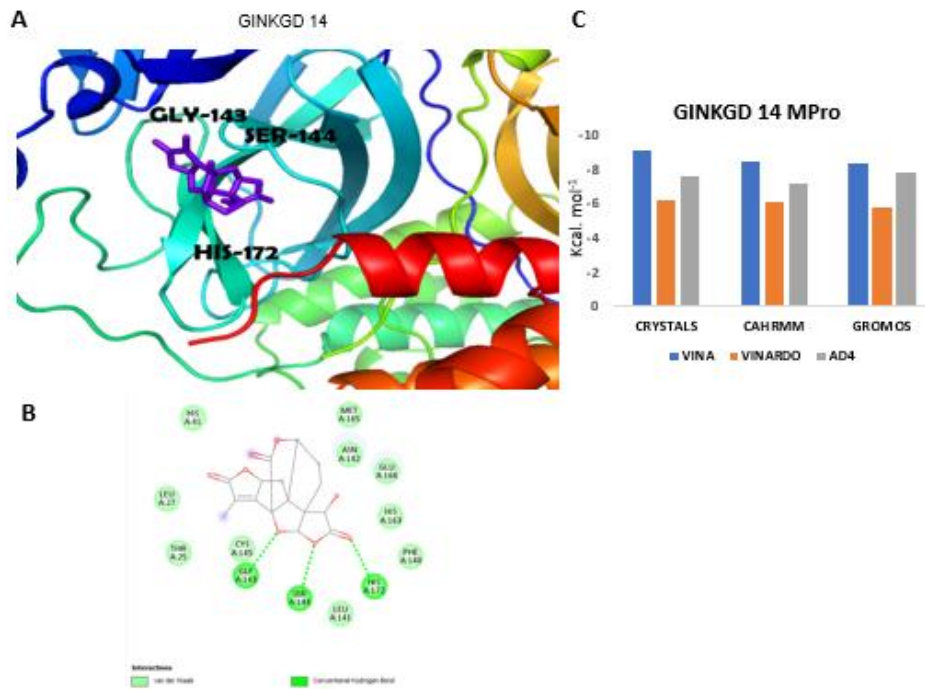 A
GINKGD 14
GLY-143
SER-144
HIS-172
C
GINKGD 14 MPro
-10
-8
-6
-4
-2
0
Kcal. mol⁻¹
CRYSTALS
CAHRMM
GROMOS
VINA
VINARDO
AD4
B
HIS
A:41
MET
A:165
ASN
A:142
GLU
A:166
LEU
A:27
HIS
A:163
THR
A:25
CYS
A:145
GLY
A:143
PHE
A:140
SER
A:144
HIS
A:172
LEU
A:141
Interactions
van der Waals
Conventional Hydrogen Bond